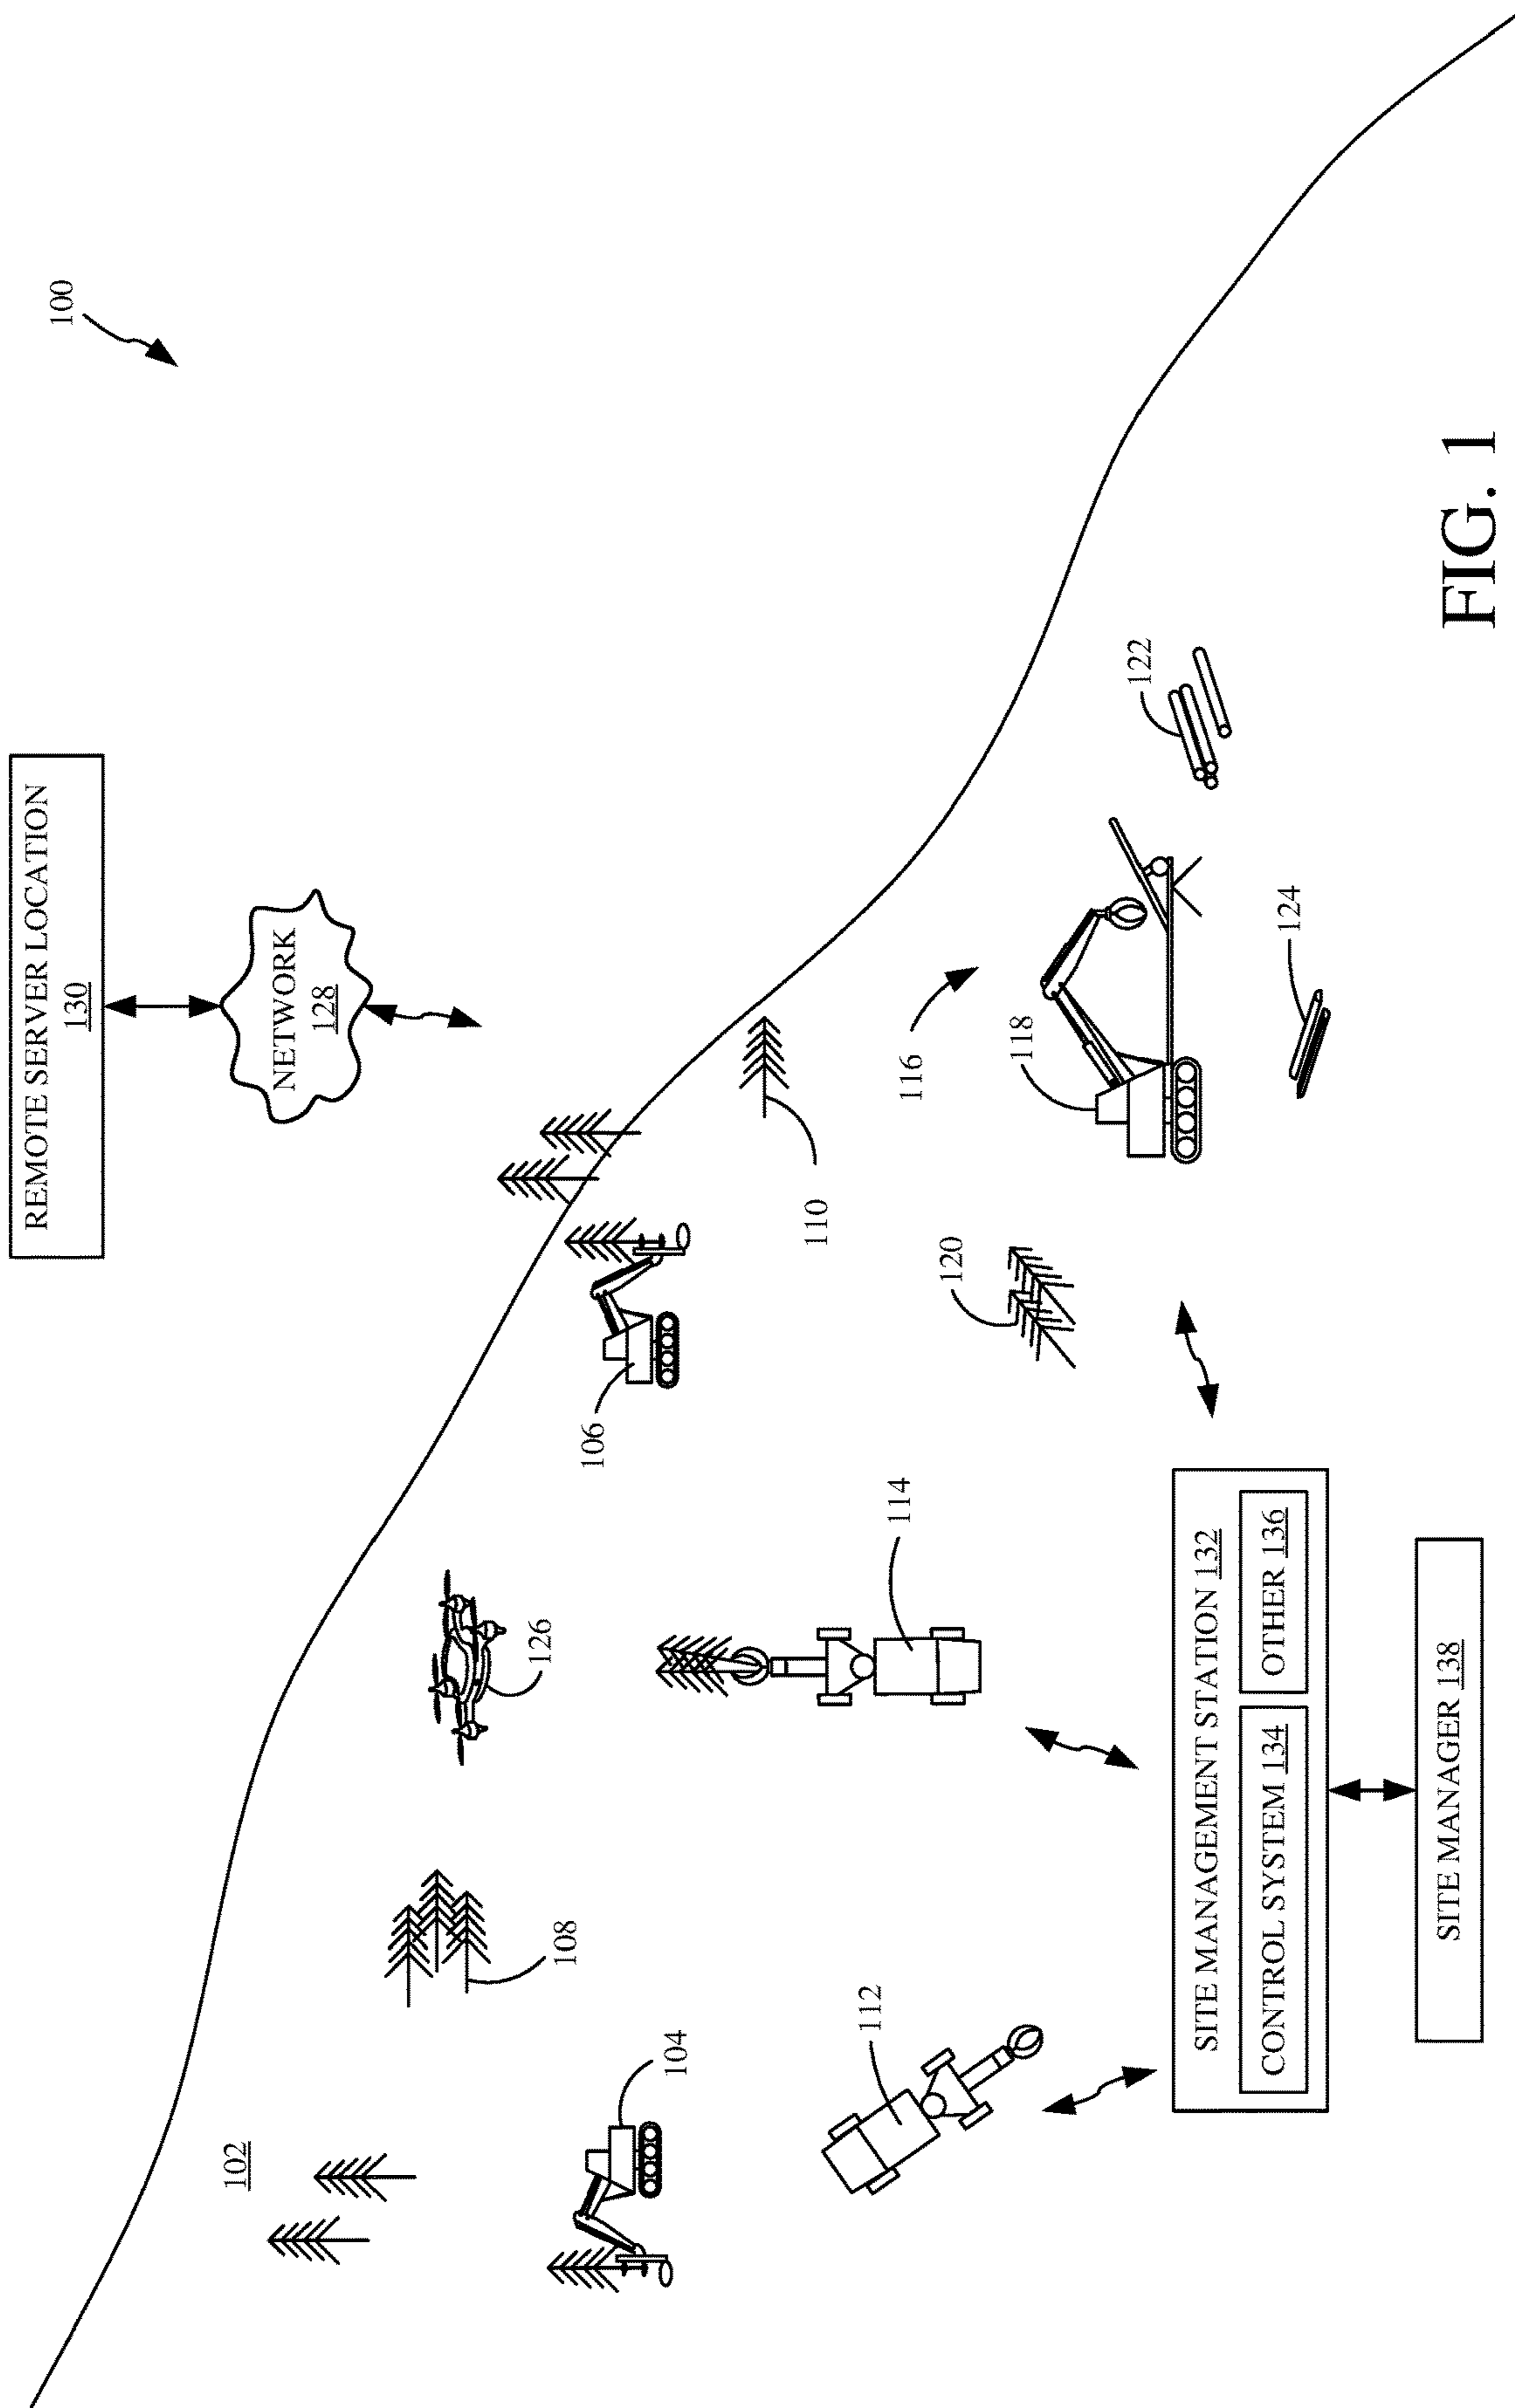 100
REMOTE SERVER LOCATION
130
NETWORK
128
102
104
108
126
106
110
112
114
120
116
118
122
124
SITE MANAGEMENT STATION 132
CONTROL SYSTEM 134
OTHER 136
SITE MANAGER 138
FIG. 1